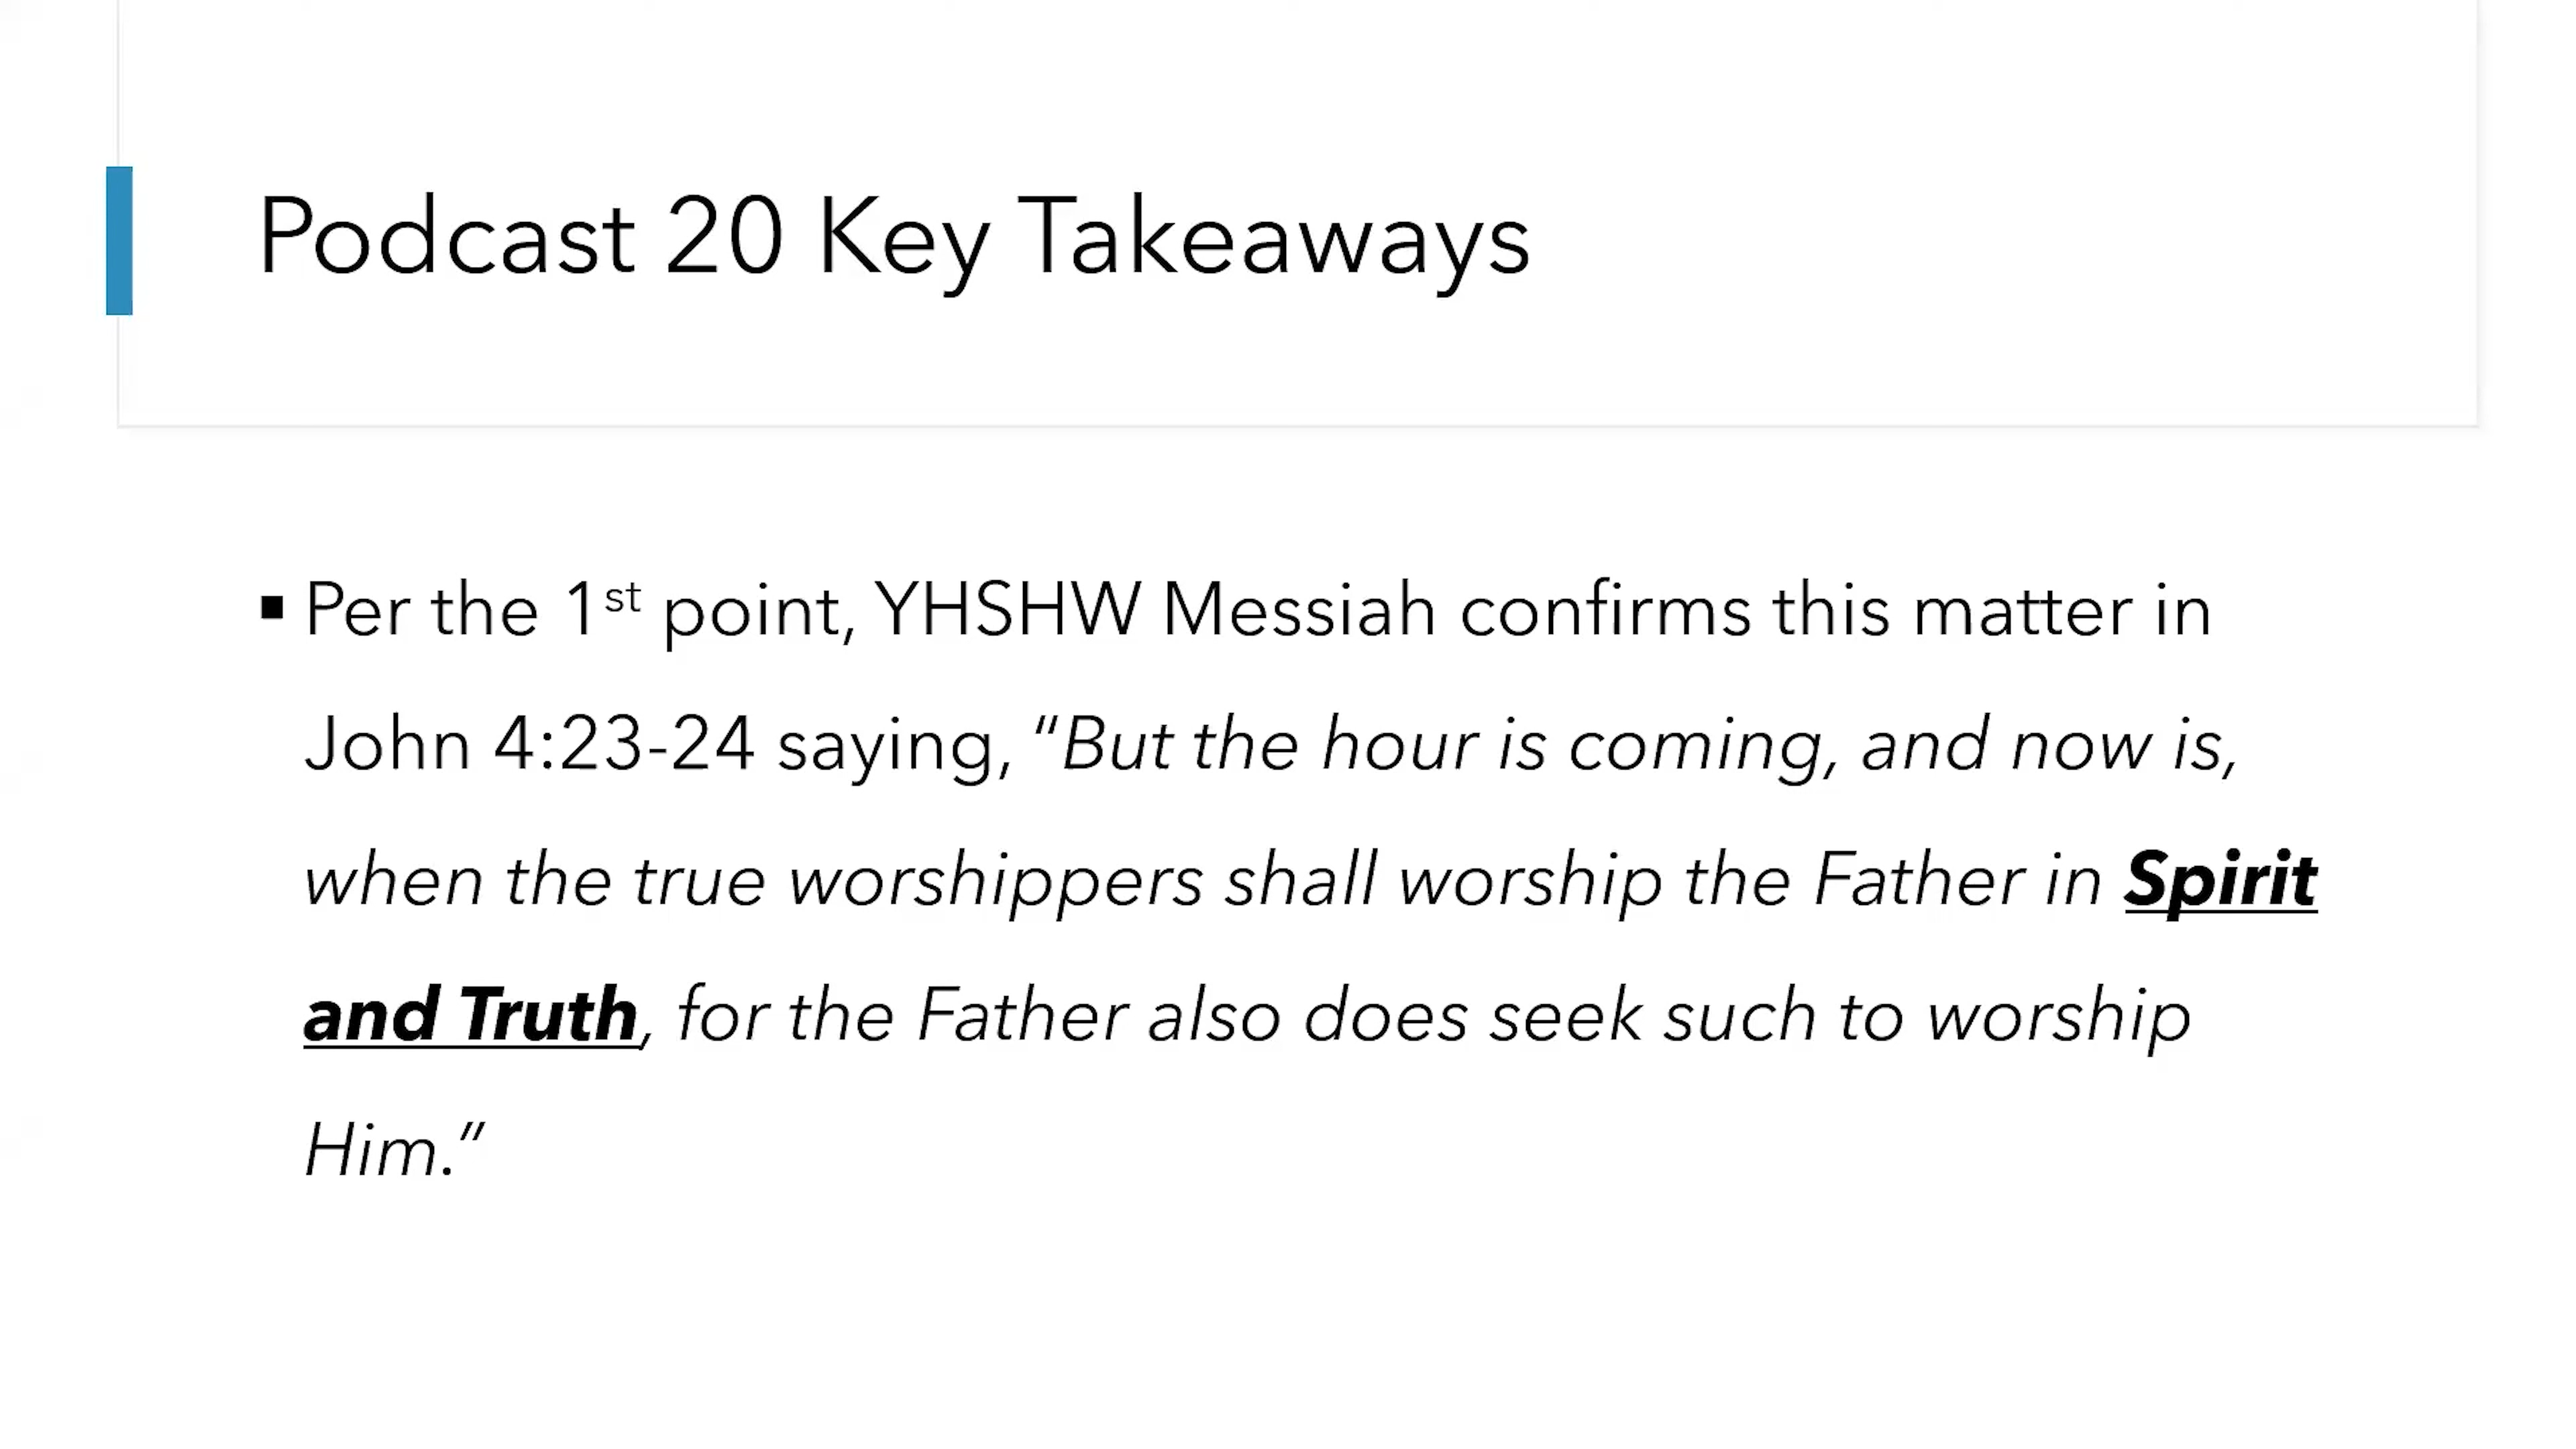 Podcast 20 Key Takeaways
▪ Per the 1st point, YHSHW Messiah confirms this matter in
John 4:23-24 saying, “But the hour is coming, and now is,
when the true worshippers shall worship the Father in Spirit
and Truth, for the Father also does seek such to worship
Him.”